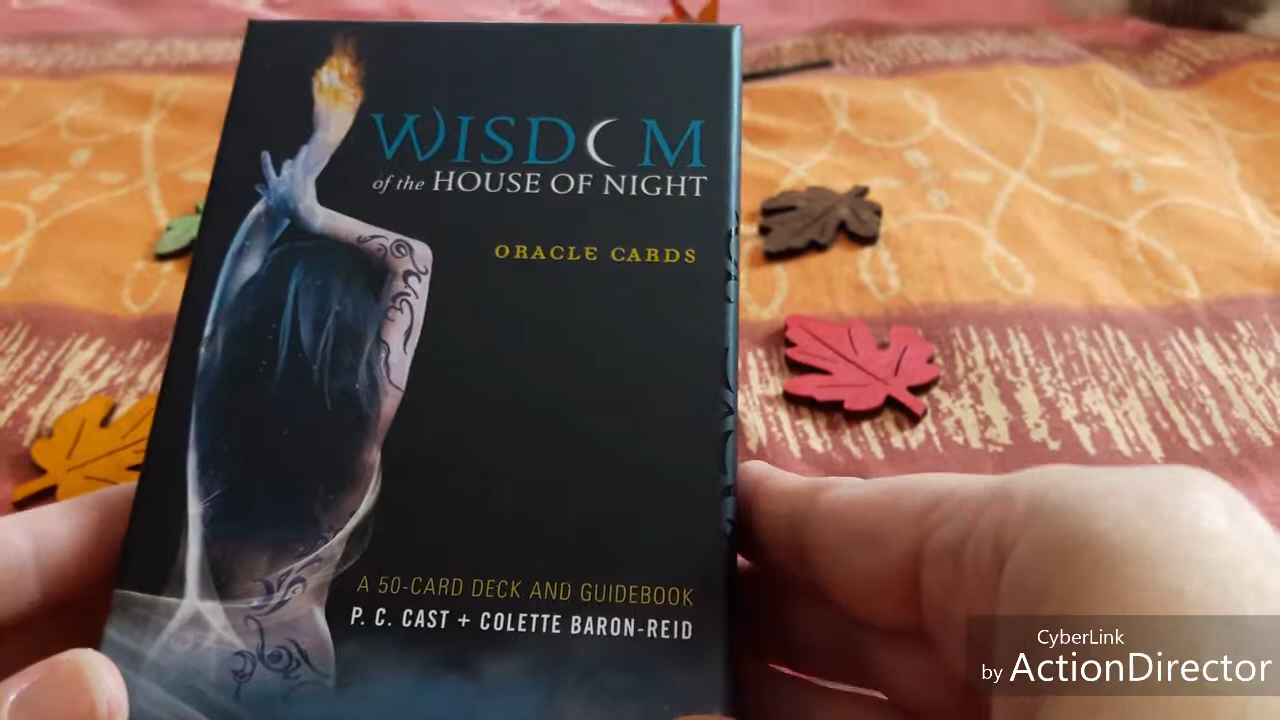 WISDOM
of the HOUSE OF NIGHT
ORACLE CARDS
A 50-CARD DECK AND GUIDEBOOK
P. C. CAST + COLETTE BARON-REID
CyberLink
by ActionDirector